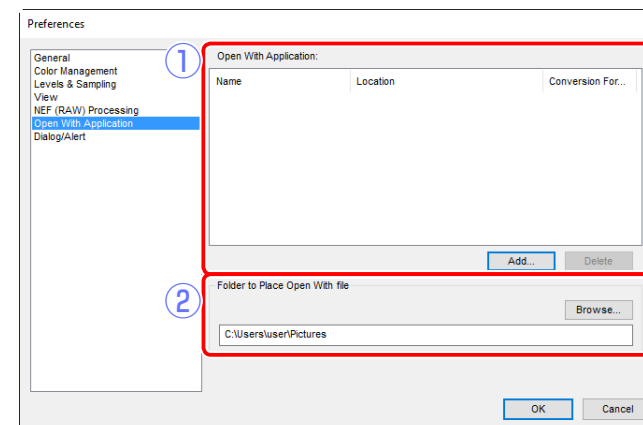 Preferences
General
Color Management
Levels & Sampling
View
NEF (RAW) Processing
Open With Application
Dialog/Alert
①
Open With Application:
Name Location Conversion For...
Add... Delete
②
Folder to Place Open With file
Browse...
C:\Users\user\Pictures
OK Cancel